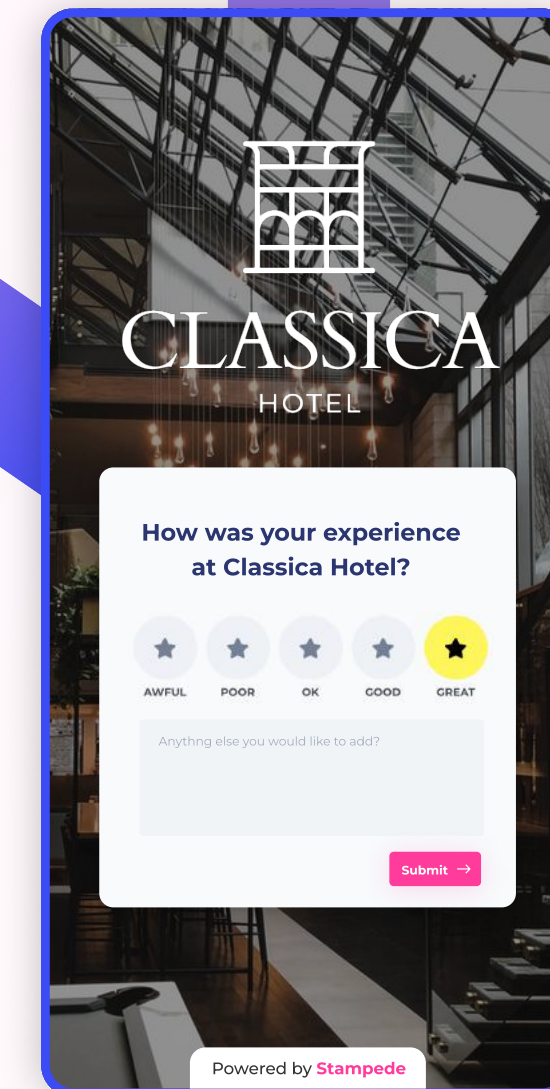 CLASSICA
HOTEL
How was your experience
at Classica Hotel?
AWFUL POOR OK GOOD GREAT
Anythng else you would like to add?
Submit
Powered by Stampede